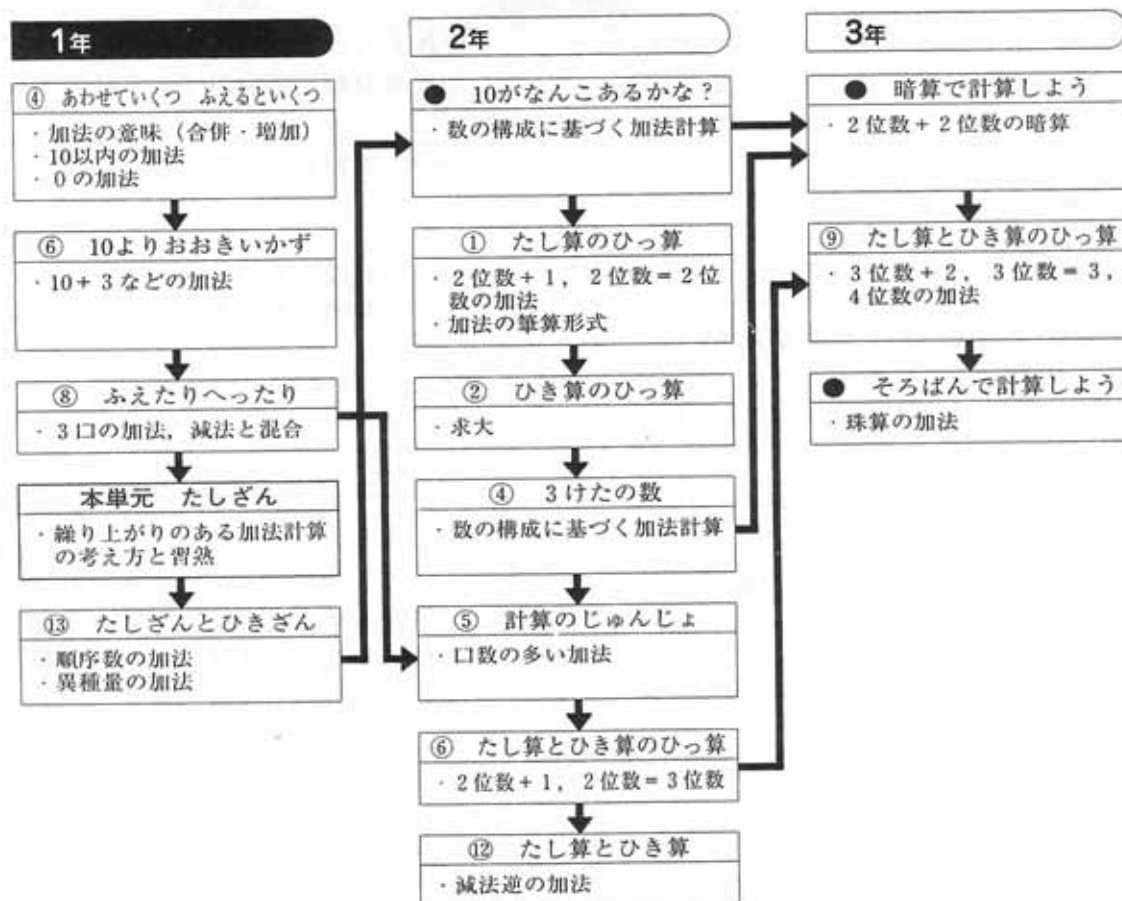 1年
④ あわせていくつ ふえるといくつ
・加法の意味（合併・増加）
・10以内の加法
・0の加法
⑥ 10よりおおきいかず
・10+3などの加法
⑧ ふえたりへったり
・3口の加法，減法と混合
本単元 たしざん
・繰り上がりのある加法計算
の考え方と習熟
⑬ たしざんとひきざん
・順序数の加法
・異種量の加法
2年
● 10がなんこあるかな？
・数の構成に基づく加法計算
① たし算のひっ算
・2位数+1，2位数=2位
数の加法
・加法の筆算形式
② ひき算のひっ算
・求大
④ 3けたの数
・数の構成に基づく加法計算
⑤ 計算のじゅんじょ
・口数の多い加法
⑥ たし算とひき算のひっ算
・2位数+1，2位数=3位数
⑫ たし算とひき算
・減法逆の加法
3年
● 暗算で計算しよう
・2位数+2位数の暗算
⑨ たし算とひき算のひっ算
・3位数+2，3位数=3，
4位数の加法
● そろばんで計算しよう
・珠算の加法